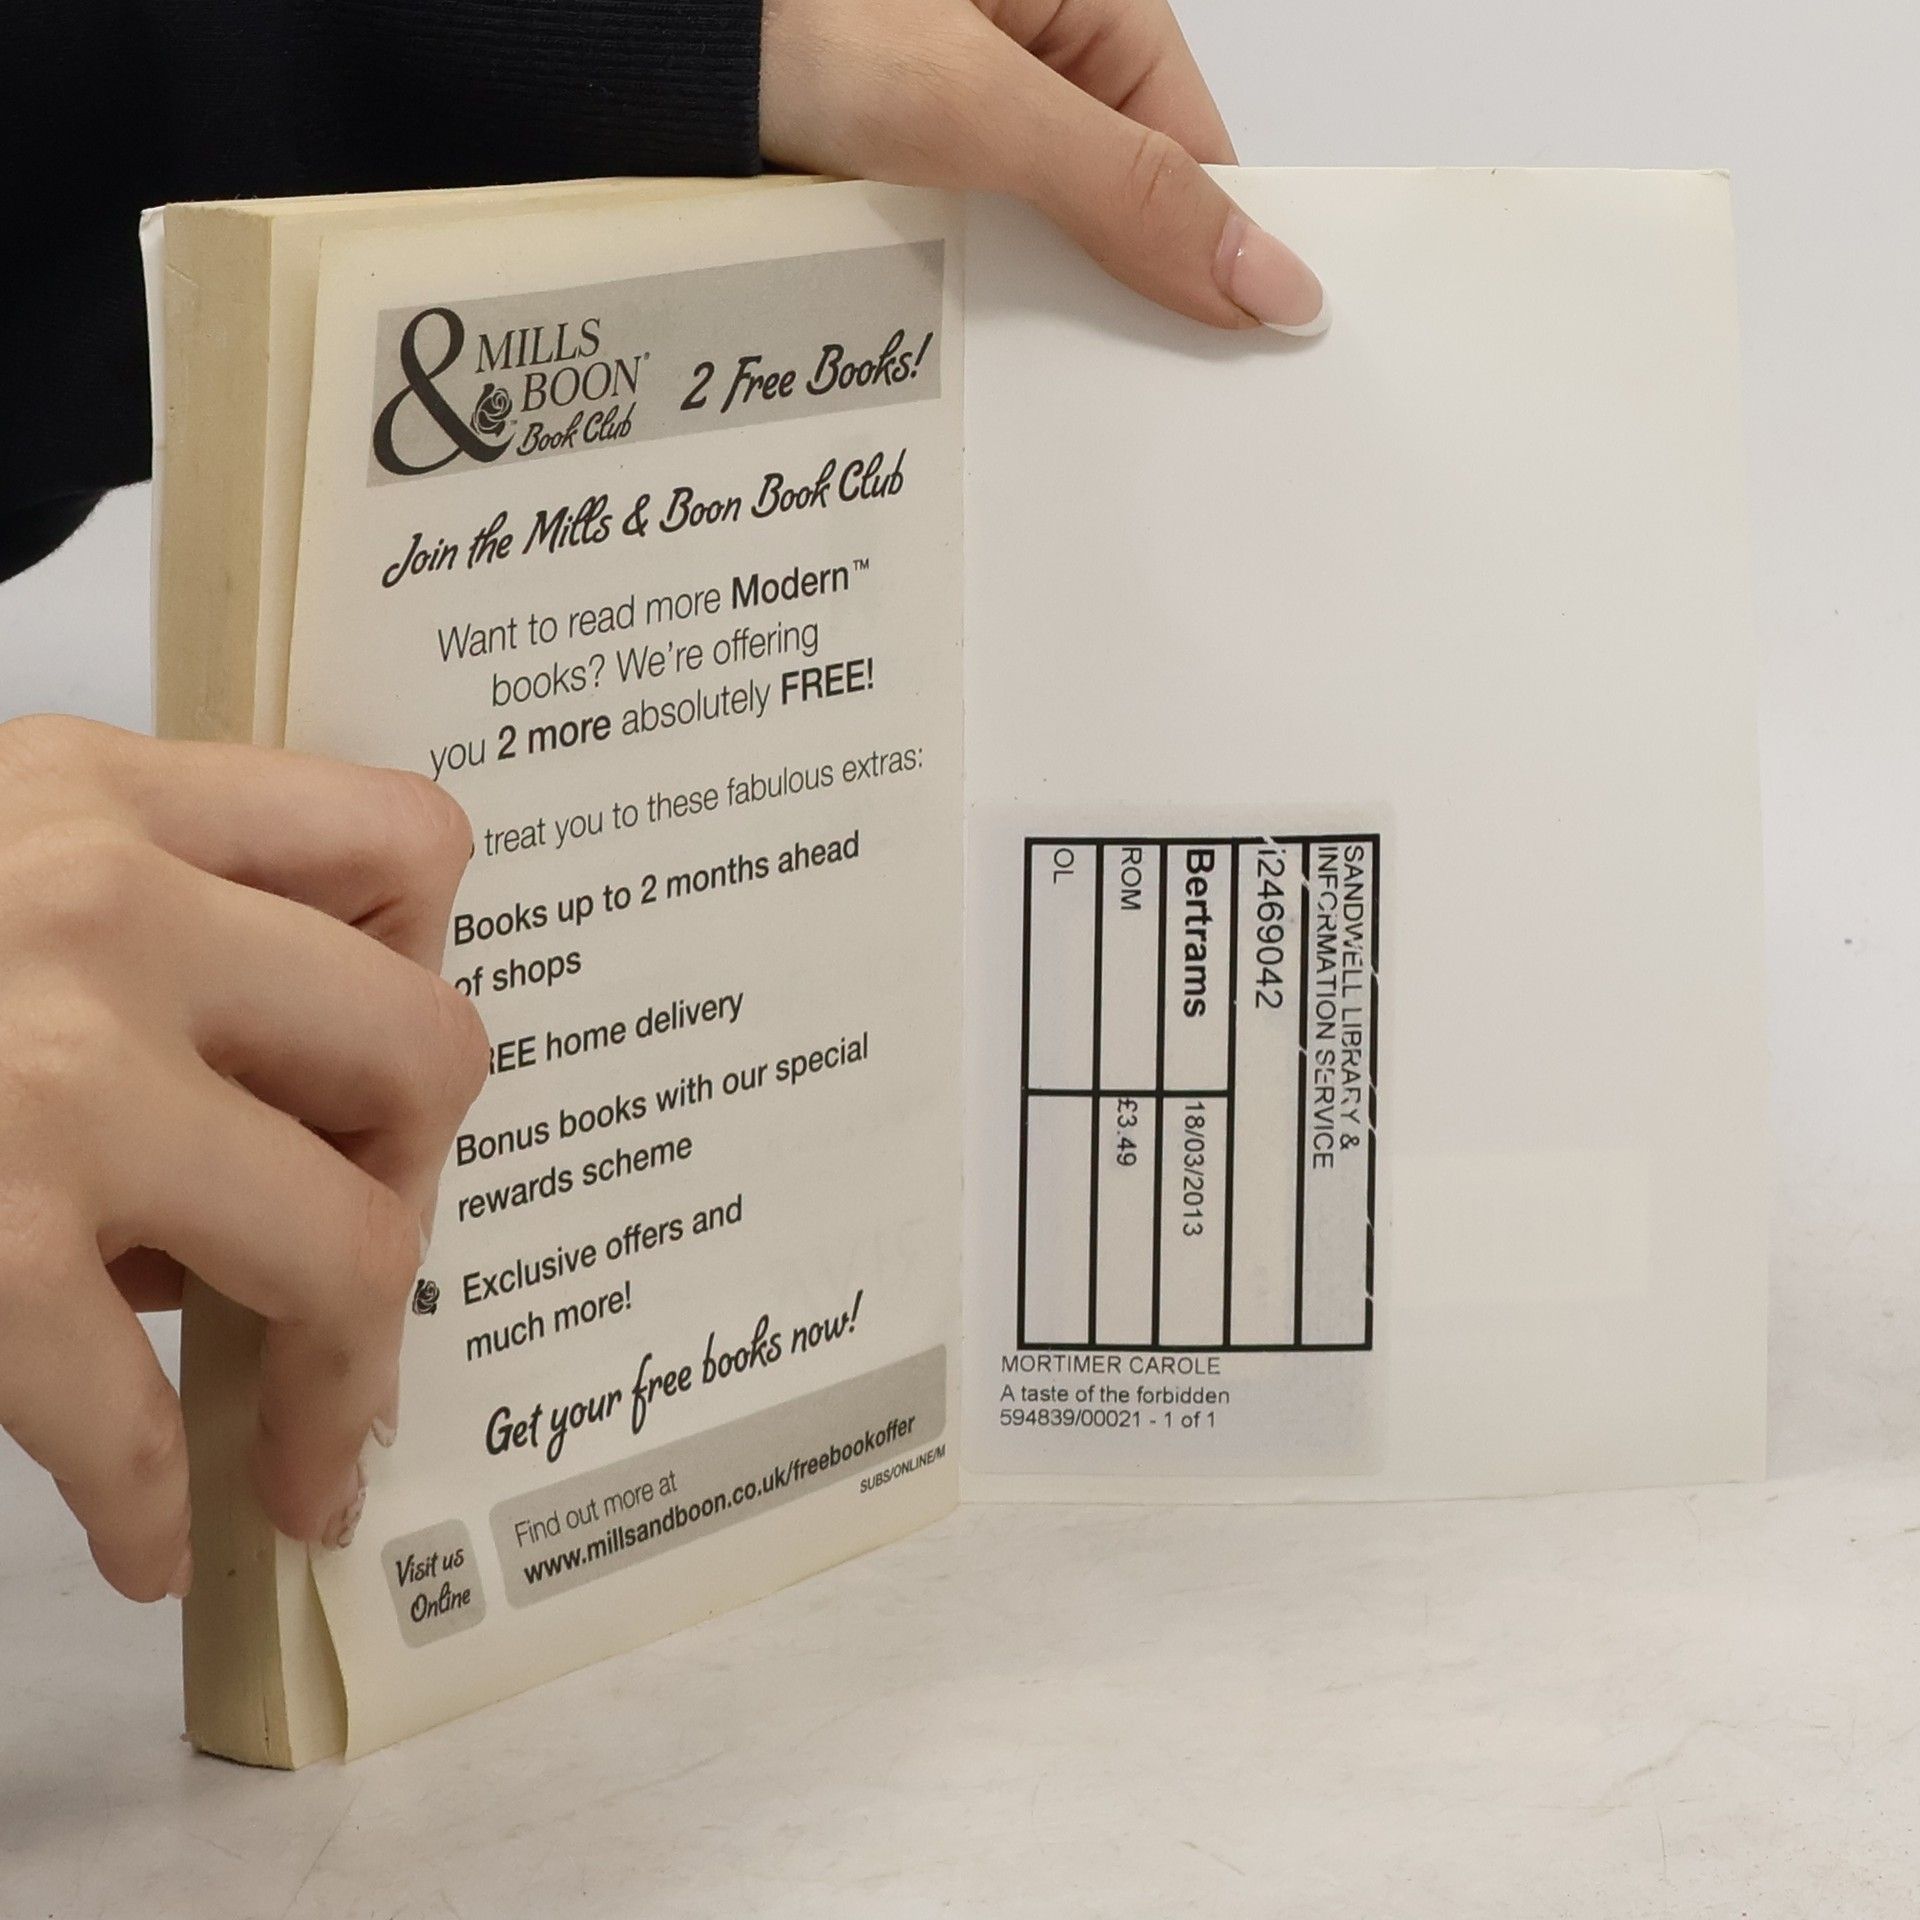 & MILLS
& BOON®
Book Club
2 Free Books!
Join the Mills & Boon Book Club
Want to read more Modern™
books? We're offering
you 2 more absolutely FREE!
treat you to these fabulous extras:
Books up to 2 months ahead
of shops
REE home delivery
Bonus books with our special
rewards scheme
Exclusive offers and
much more!
Get your free books now!
Visit us
Online
Find out more at
www.millsandboon.co.uk/freebookoffer
SUBS/ONLINE/M
SANDWELL LIBRARY &
INFORMATION SERVICE
i2469042
Bertrams 18/03/2013
ROM £3.49
OL
MORTIMER CAROLE
A taste of the forbidden
594839/00021 - 1 of 1